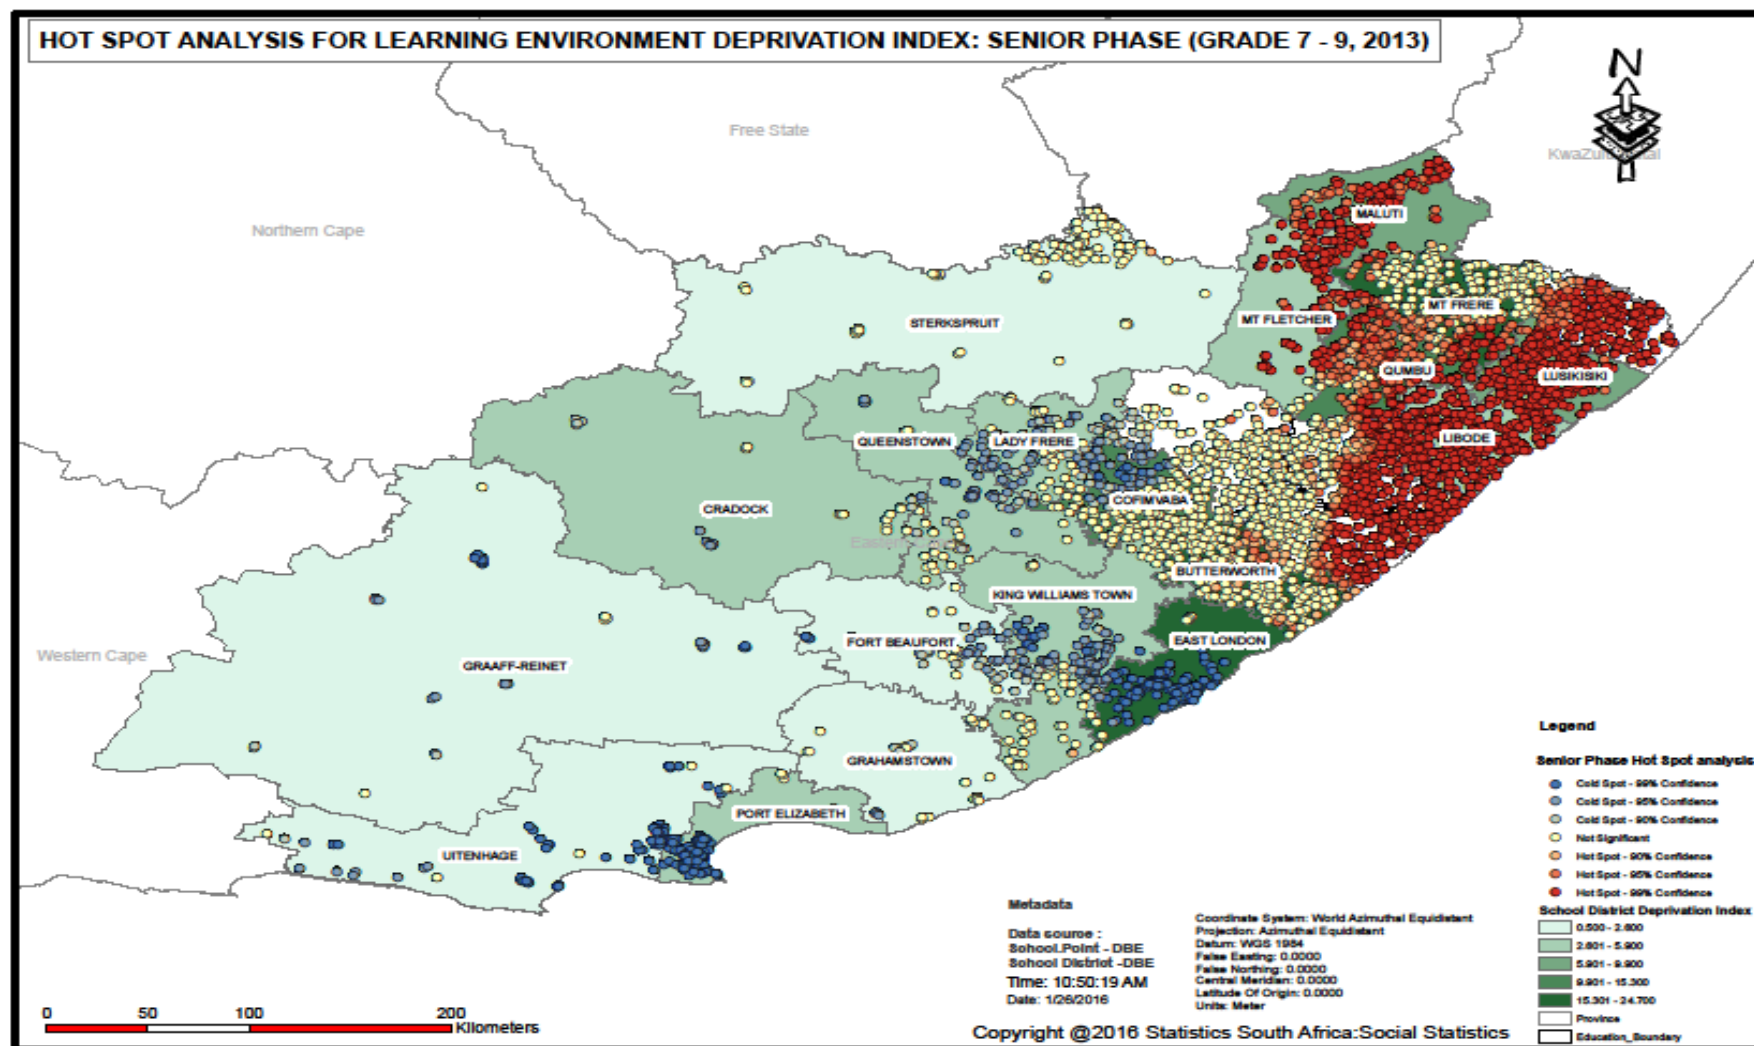 HOT SPOT ANALYSIS FOR LEARNING ENVIRONMENT DEPRIVATION INDEX: SENIOR PHASE (GRADE 7 - 9, 2013)
N
Free State
KwaZulu-Natal
Northern Cape
MALUTI
MT FRERE
STERKSPRUIT
MT FLETCHER
QUMBU
LUSIKISIKI
QUEENSTOWN
LADY FRERE
LIBODE
CRADOCK
COFIMVABA
Eastern Cape
BUTTERWORTH
KING WILLIAMS TOWN
FORT BEAUFORT
EAST LONDON
Western Cape
GRAAFF-REINET
GRAHAMSTOWN
PORT ELIZABETH
UITENHAGE
Legend
Senior Phase Hot Spot analysis
Cold Spot - 99% Confidence
Cold Spot - 95% Confidence
Cold Spot - 90% Confidence
Not Significant
Hot Spot - 90% Confidence
Hot Spot - 95% Confidence
Hot Spot - 99% Confidence
School District Deprivation Index
0.500 - 2.600
2.601 - 5.900
5.901 - 9.900
9.901 - 15.300
15.301 - 24.700
Province
Education_Boundary
Metadata
Data source :
School.Point - DBE
School District -DBE
Time: 10:50:19 AM
Date: 1/26/2016
Coordinate System: World Azimuthal Equidistant
Projection: Azimuthal Equidistant
Datum: WGS 1984
False Easting: 0.0000
False Northing: 0.0000
Central Meridian: 0.0000
Latitude Of Origin: 0.0000
Units: Meter
0 50 100 200
Kilometers
Copyright @2016 Statistics South Africa:Social Statistics